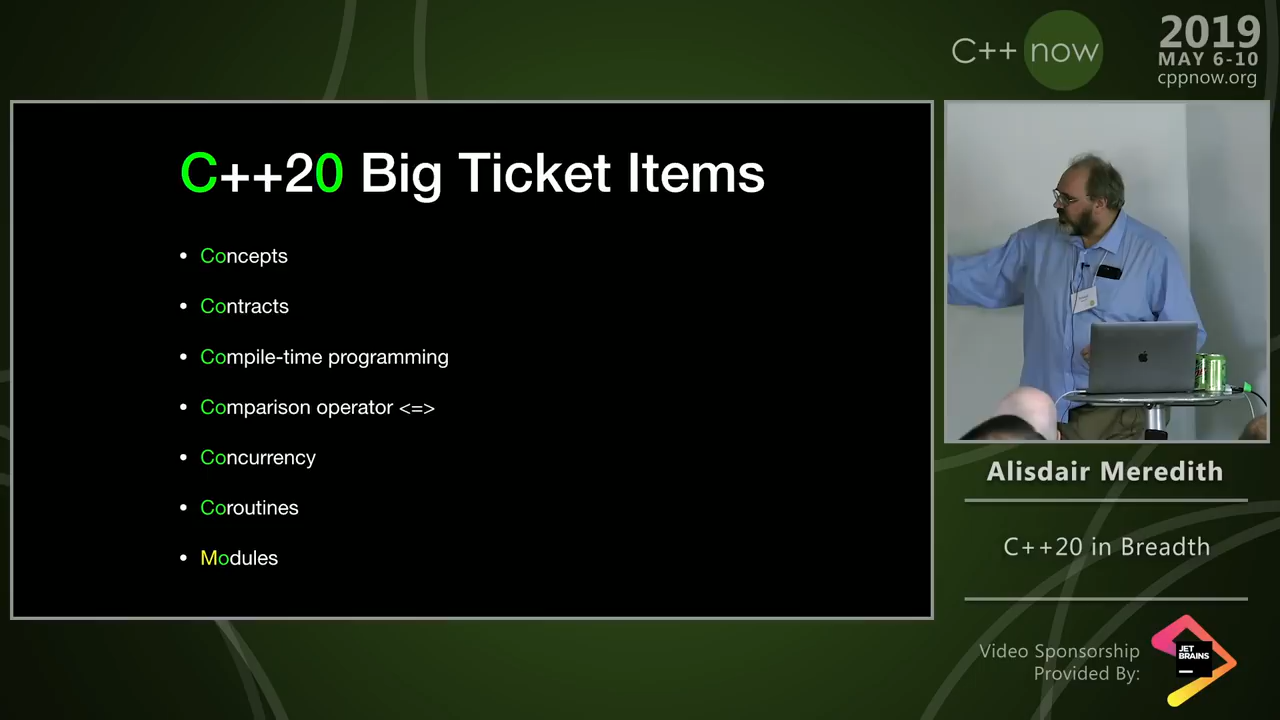 C++ now
2019
MAY 6-10
cppnow.org
C++20 Big Ticket Items
• Concepts
• Contracts
• Compile-time programming
• Comparison operator <=>
• Concurrency
• Coroutines
• Modules
Alisdair Meredith
C++20 in Breadth
Video Sponsorship
Provided By:
JET
BRAINS